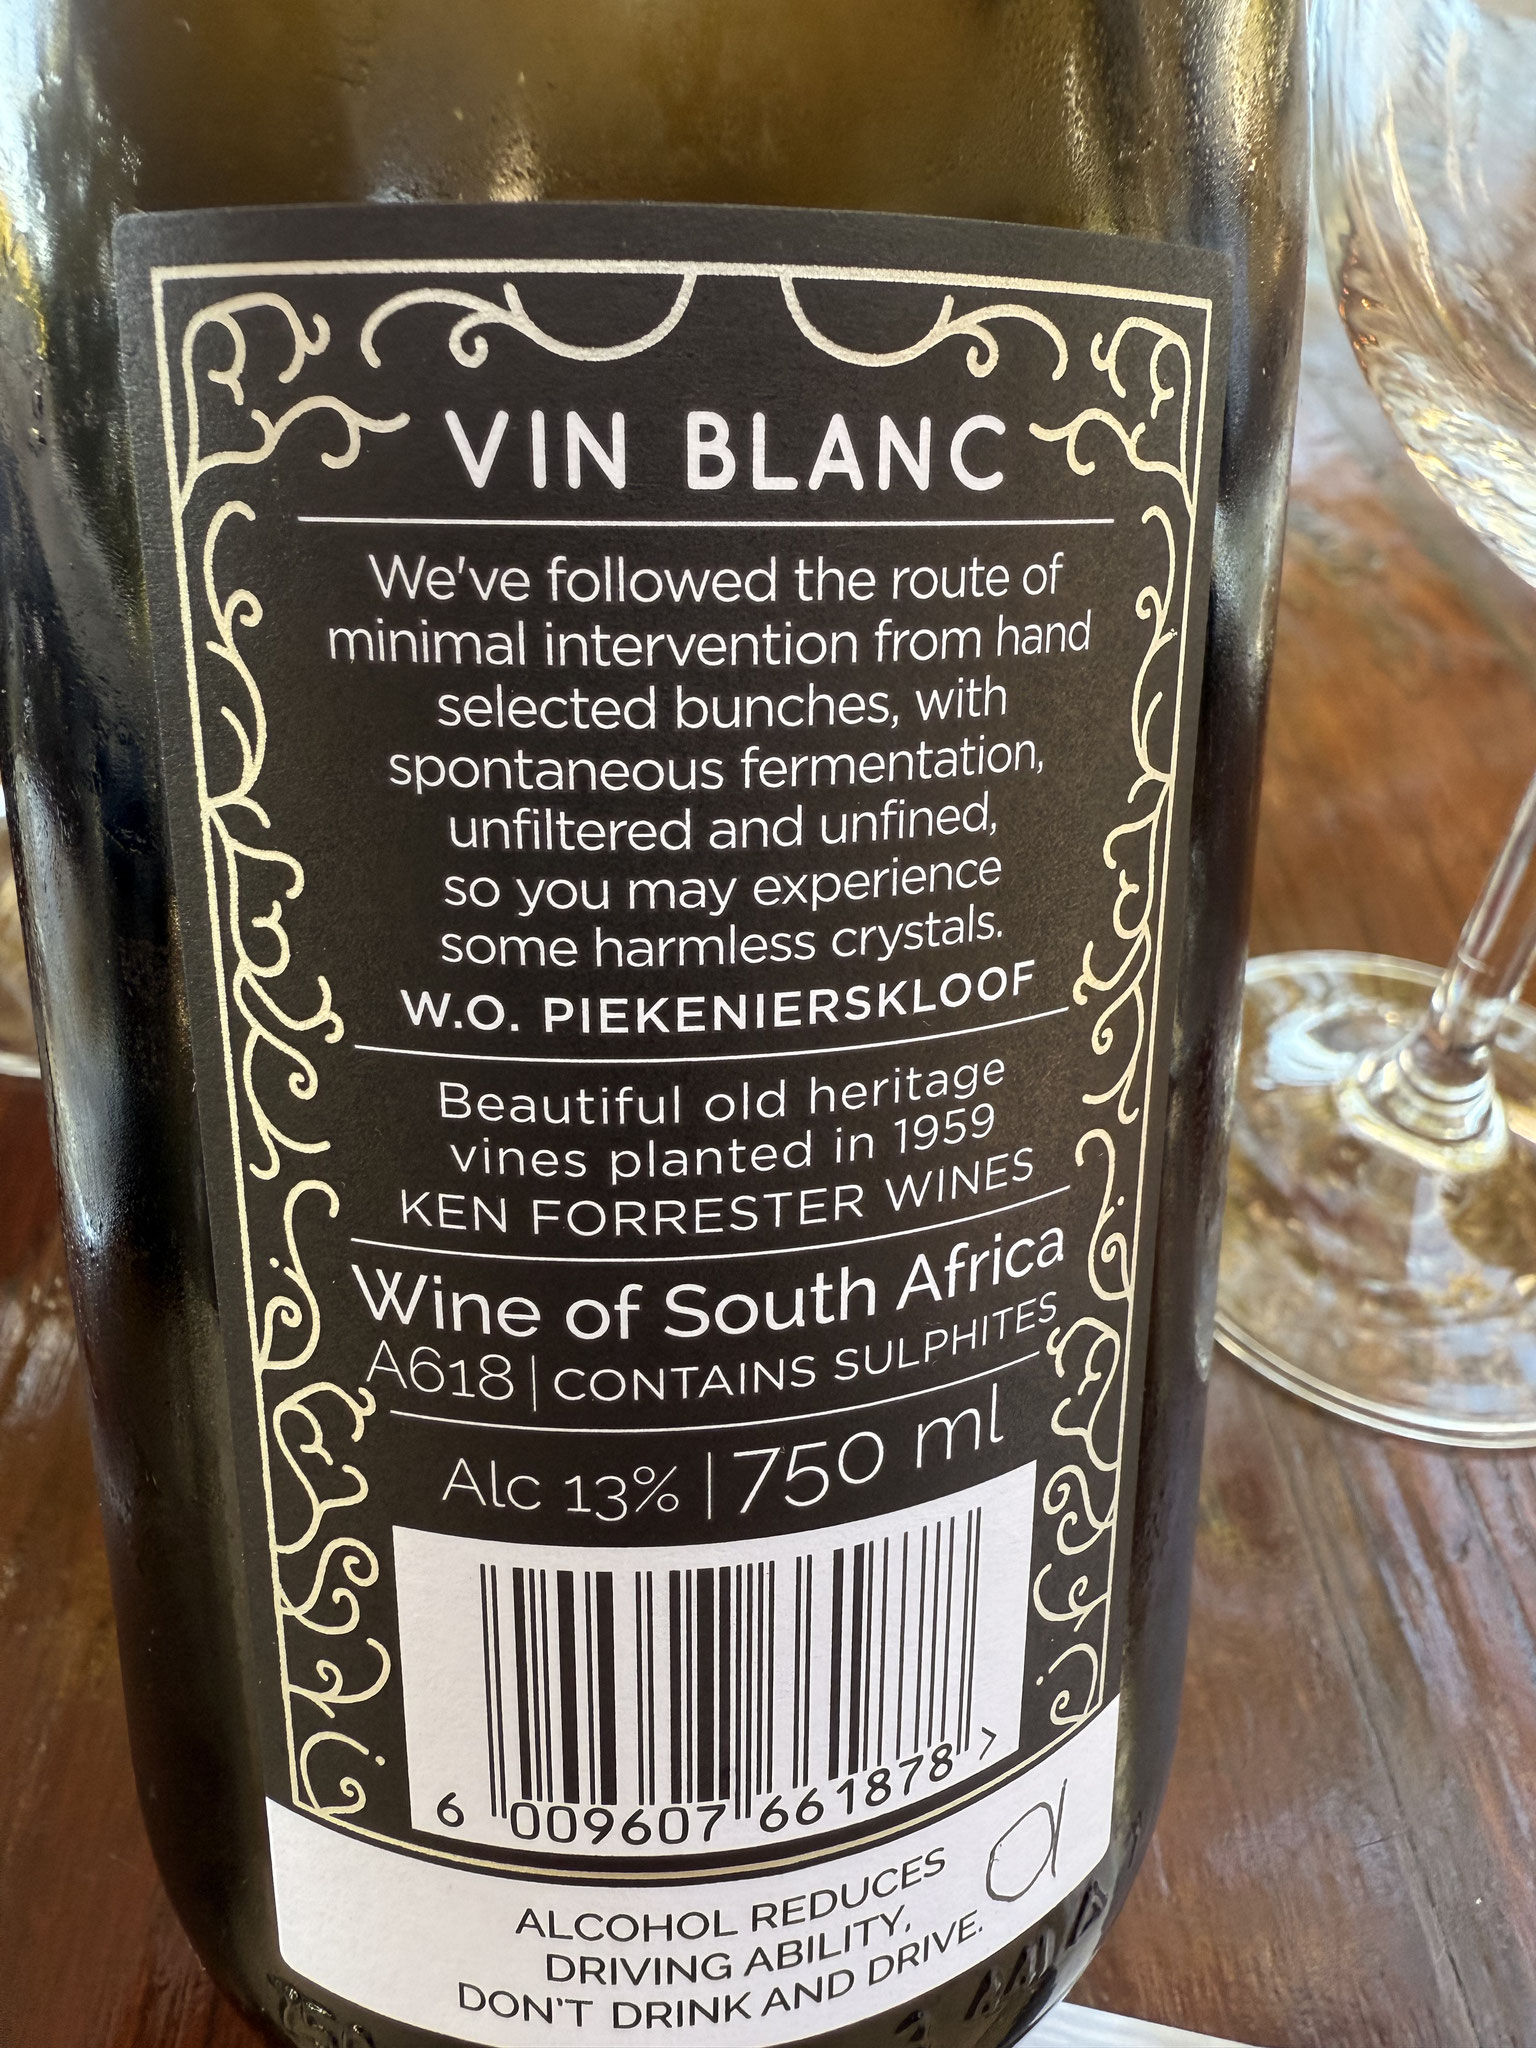 VIN BLANC
We've followed the route of
minimal intervention from hand
selected bunches, with
spontaneous fermentation,
unfiltered and unfined,
so you may experience
some harmless crystals.
W.O. PIEKENIERSKLOOF
Beautiful old heritage
vines planted in 1959
KEN FORRESTER WINES
Wine of South Africa
A618 | CONTAINS SULPHITES
Alc 13% | 750 ml
6 009607 661878 >
ALCOHOL REDUCES
DRIVING ABILITY,
DON'T DRINK AND DRIVE.